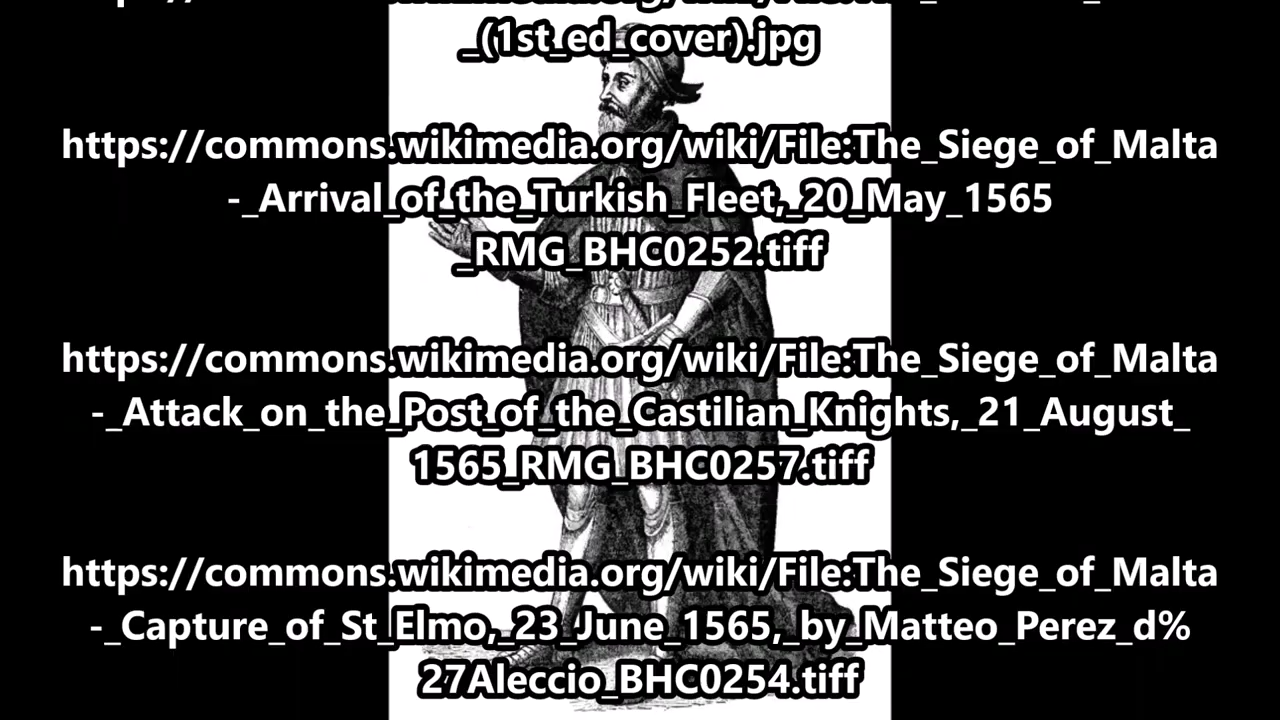 _(1st_ed_cover).jpg
https://commons.wikimedia.org/wiki/File:The_Siege_of_Malta
-_Arrival_of_the_Turkish_Fleet,_20_May_1565
_RMG_BHC0252.tiff
https://commons.wikimedia.org/wiki/File:The_Siege_of_Malta
-_Attack_on_the_Post_of_the_Castilian_Knights,_21_August_
1565_RMG_BHC0257.tiff
https://commons.wikimedia.org/wiki/File:The_Siege_of_Malta
-_Capture_of_St_Elmo,_23_June_1565,_by_Matteo_Perez_d%
27Aleccio_BHC0254.tiff